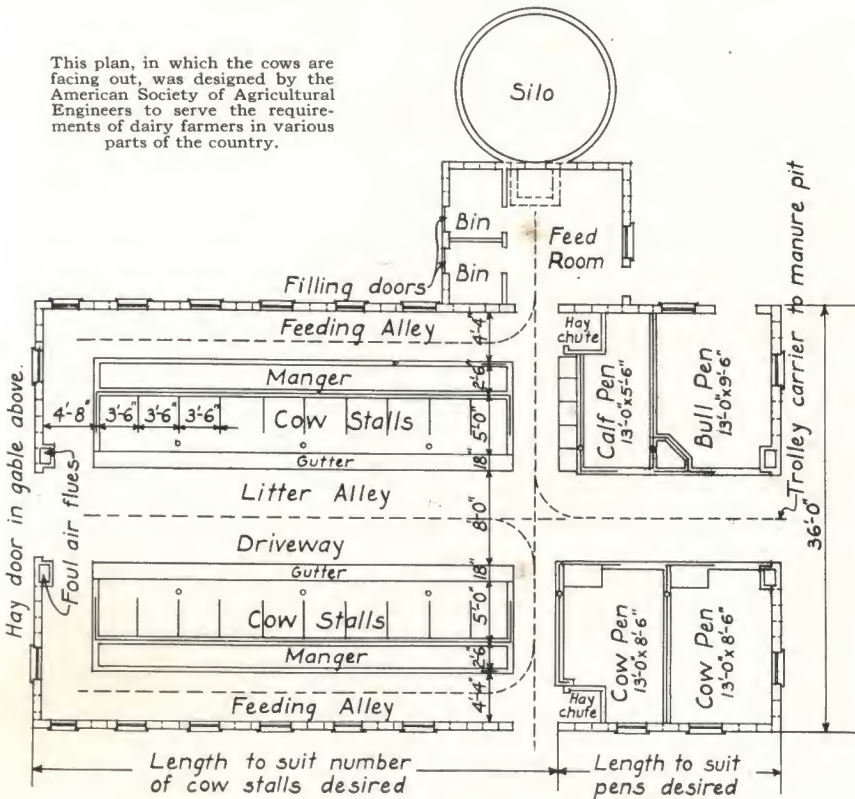 This plan, in which the cows are
facing out, was designed by the
American Society of Agricultural
Engineers to serve the require-
ments of dairy farmers in various
parts of the country.
Silo
Bin
Bin
Feed
Room
Filling doors
Trolley carrier to manure pit
Feeding Alley
4'-4"
Manger
2'-6"
4'-8"
3'-6"
3'-6"
3'-6"
Cow Stalls
5'-0"
Gutter
18"
Hay
chute
Calf Pen
13'-0"x5'-6"
Bull Pen
13'-0"x9'-6"
Hay door in gable above.
Foul air flues
Litter Alley
8'-0"
Driveway
36'-0"
Gutter
18"
Cow Stalls
5'-0"
Manger
2'-6"
Feeding Alley
4'-4"
Cow Pen
13'-0"x8'-6"
Cow Pen
13'-0"x8'-6"
Hay
chute
Length to suit number
of cow stalls desired
Length to suit
pens desired